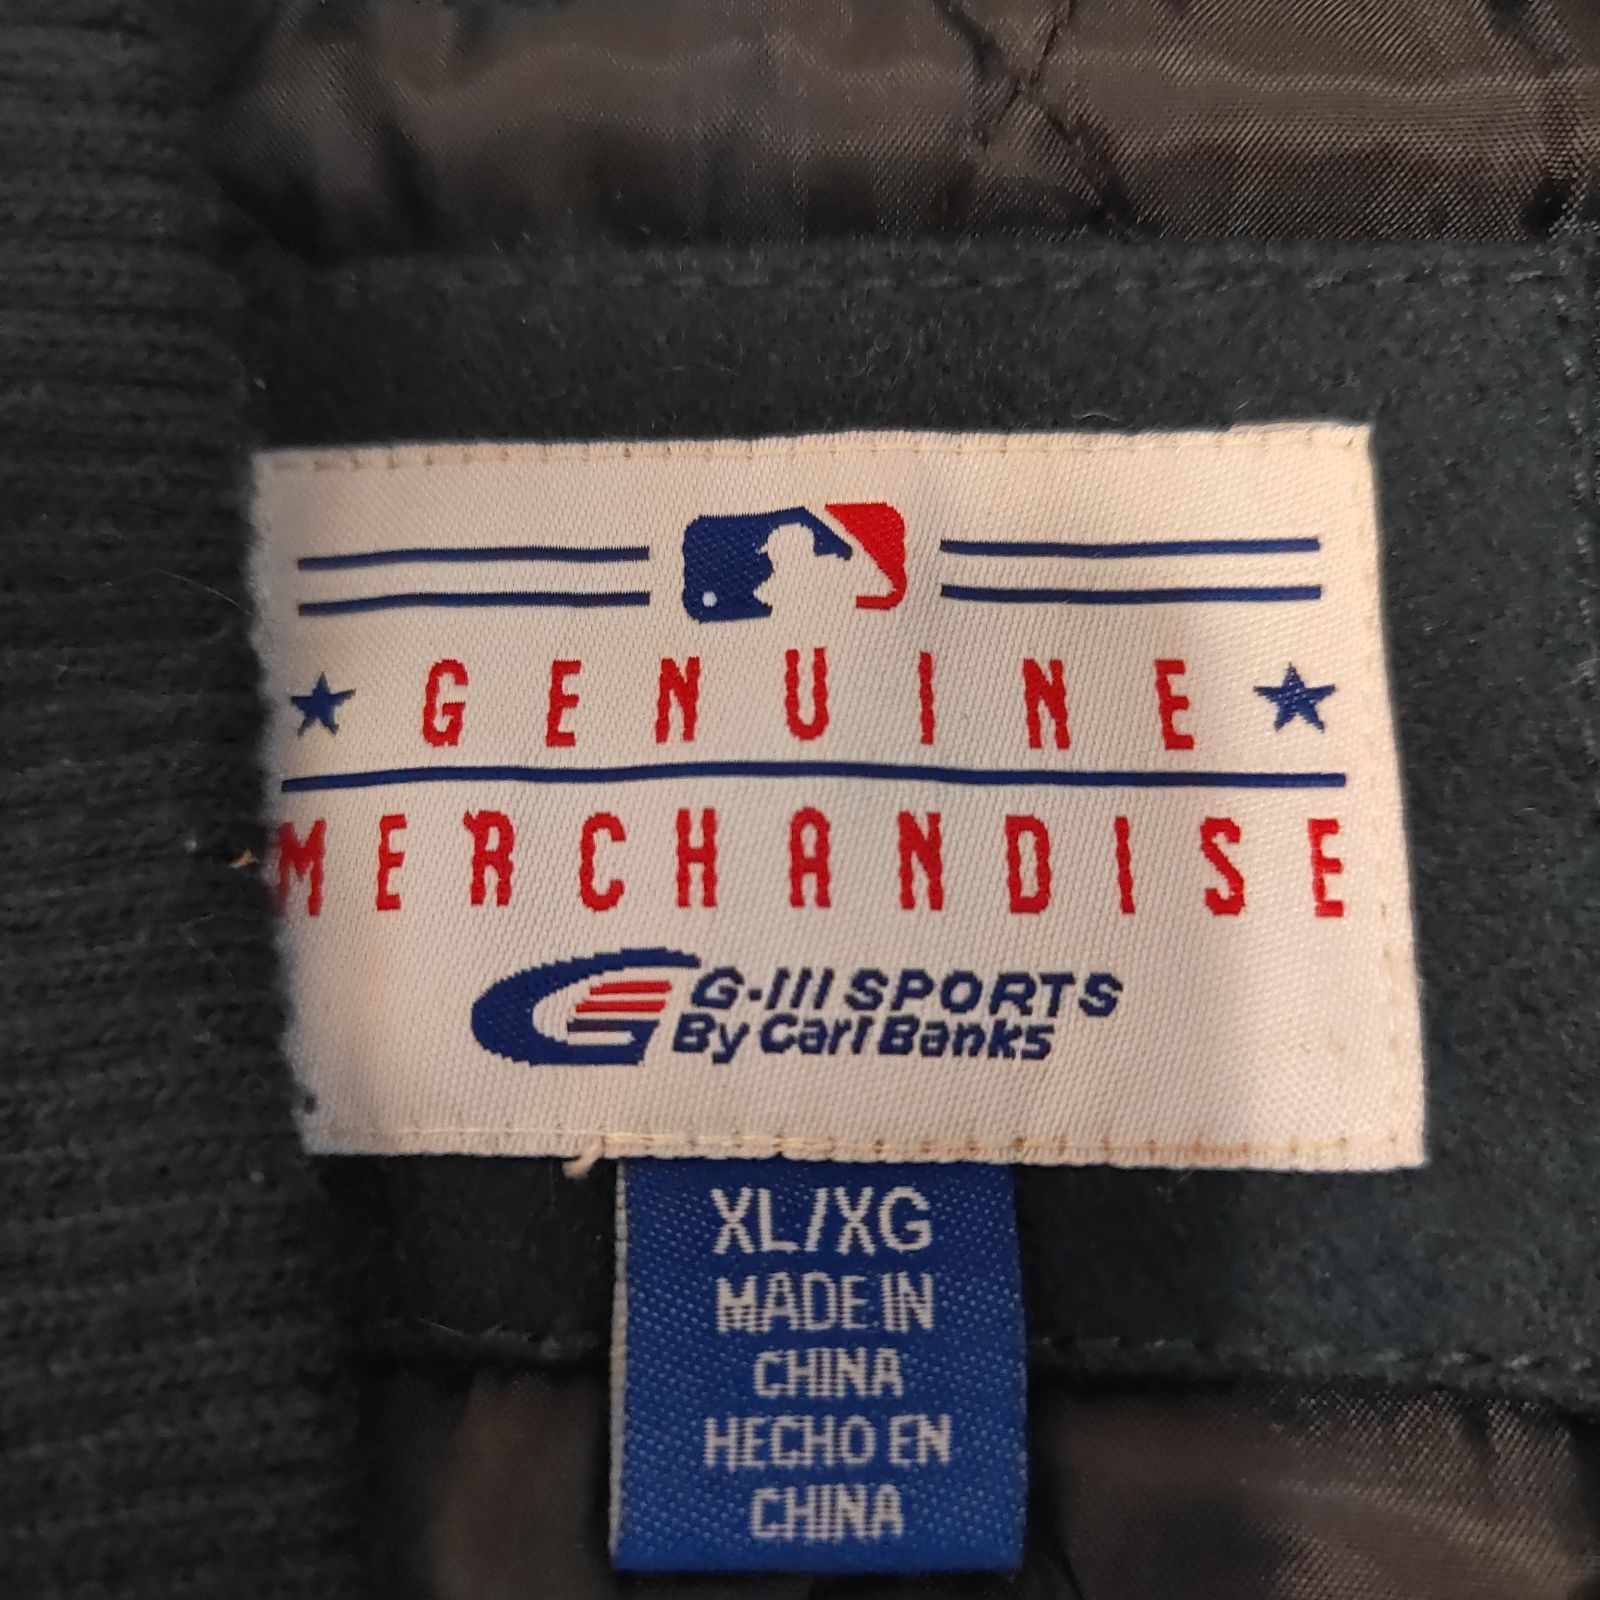 GENUINE
MERCHANDISE
G-III SPORTS
By Carl Banks
XL/XG
MADE IN
CHINA
HECHO EN
CHINA